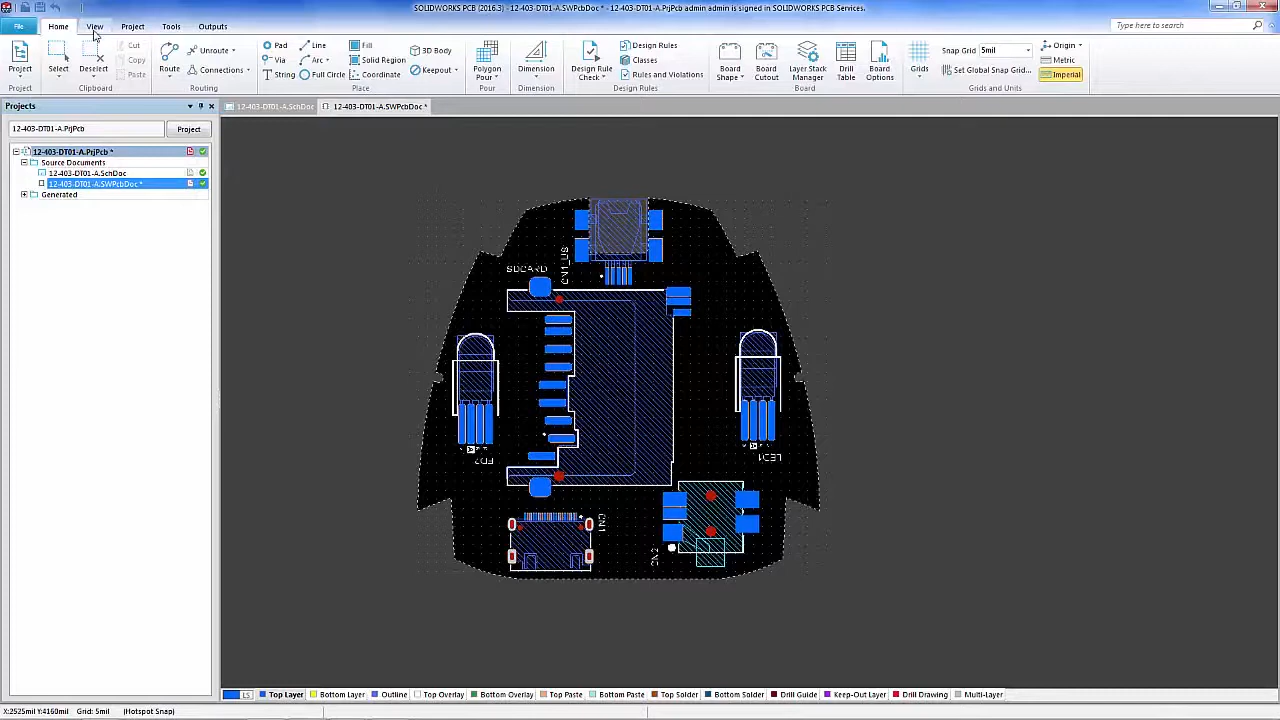 SOLIDWORKS PCB (2016.3) - 12-403-DT01-A.SWPcbDoc * - 12-403-DT01-A.PrjPcb admin admin is signed in SOLIDWORKS PCB Services.
File Home View Project Tools Outputs
Type here to search
Project
Select
Deselect
Cut
Copy
Paste
Clipboard
Route
Unroute
Connections
Routing
Pad
Via
String
Line
Arc
Full Circle
Fill
Solid Region
Coordinate
3D Body
Keepout
Place
Polygon Pour
Pour
Dimension
Dimension
Design Rule Check
Design Rules
Classes
Rules and Violations
Design Rules
Board Shape
Board Cutout
Layer Stack Manager
Drill Table
Board Options
Board
Grids
Snap Grid 5mil
Set Global Snap Grid...
Origin
Metric
Imperial
Grids and Units
Project
Projects
12-403-DT01-A.SchDoc
12-403-DT01-A.SWPcbDoc *
12-403-DT01-A.PrjPcb
Project
12-403-DT01-A.PrjPcb *
Source Documents
12-403-DT01-A.SchDoc
12-403-DT01-A.SWPcbDoc *
Generated
SDCARD
LED1
CN1
CN2
LS
Top Layer
Bottom Layer
Outline
Top Overlay
Bottom Overlay
Top Paste
Bottom Paste
Top Solder
Bottom Solder
Drill Guide
Keep-Out Layer
Drill Drawing
Multi-Layer
X:2525mil Y:4160mil Grid: 5mil (Hotspot Snap)